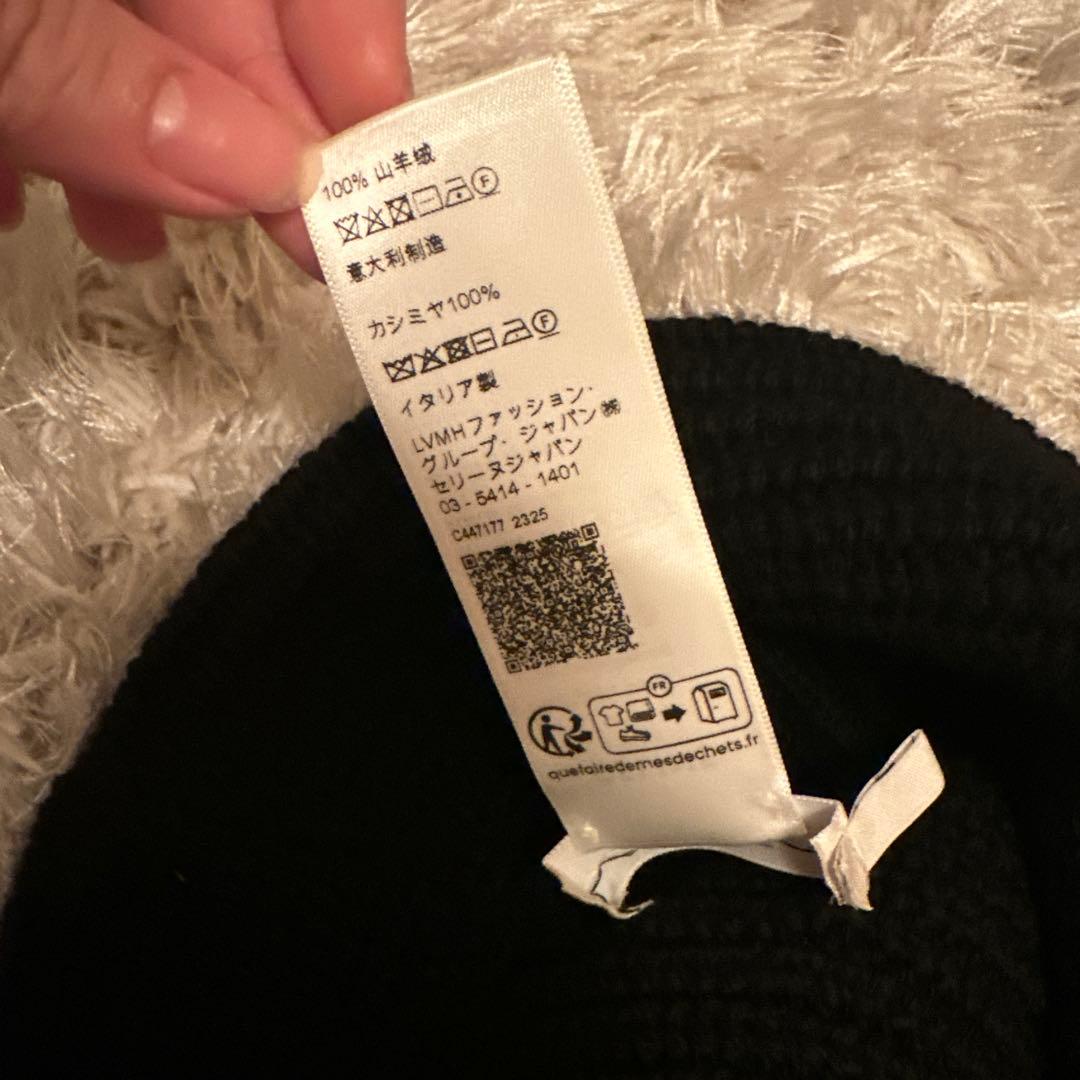 100% 山羊绒
F
意大利制造
カシミヤ100%
F
イタリア製
LVMHファッション・
グループ・ジャパン㈱
セリーヌジャパン
03 - 5414 - 1401
C447177 2325
FR
quefairedemesdechets.fr